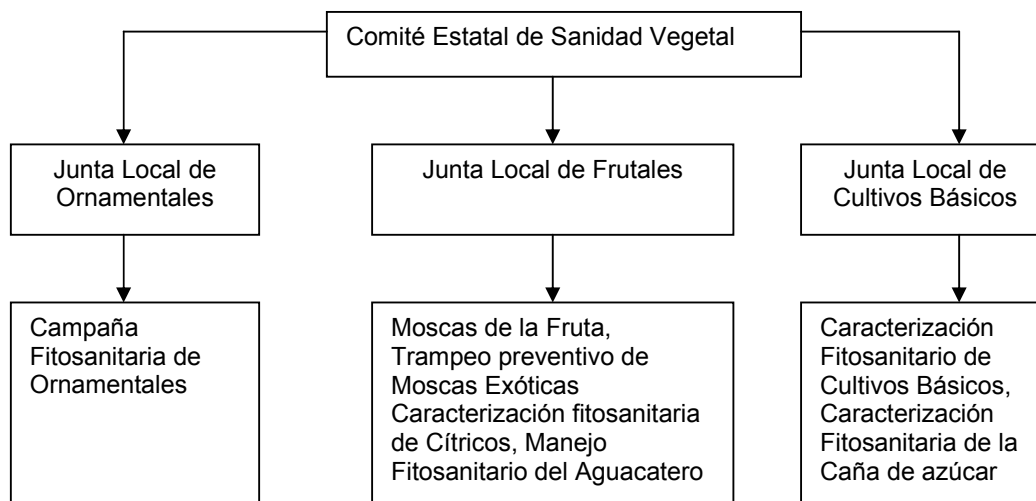 Comité Estatal de Sanidad Vegetal
Junta Local de
Ornamentales
Junta Local de Frutales
Junta Local de
Cultivos Básicos
Campaña
Fitosanitaria de
Ornamentales
Moscas de la Fruta,
Trampeo preventivo de
Moscas Exóticas
Caracterización fitosanitaria
de Cítricos, Manejo
Fitosanitario del Aguacatero
Caracterización
Fitosanitario de
Cultivos Básicos,
Caracterización
Fitosanitaria de la
Caña de azúcar